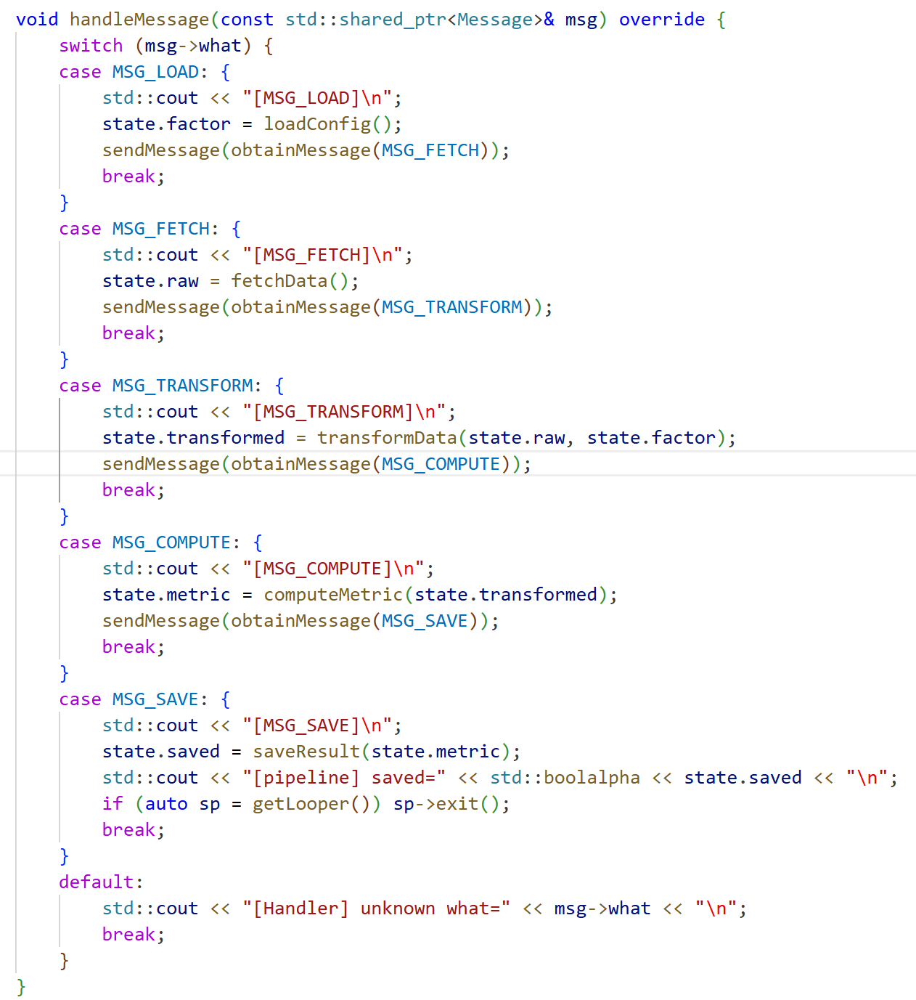 void handleMessage(const std::shared_ptr<Message>& msg) override {
    switch (msg->what) {
    case MSG_LOAD: {
        std::cout << "[MSG_LOAD]\n";
        state.factor = loadConfig();
        sendMessage(obtainMessage(MSG_FETCH));
        break;
    }
    case MSG_FETCH: {
        std::cout << "[MSG_FETCH]\n";
        state.raw = fetchData();
        sendMessage(obtainMessage(MSG_TRANSFORM));
        break;
    }
    case MSG_TRANSFORM: {
        std::cout << "[MSG_TRANSFORM]\n";
        state.transformed = transformData(state.raw, state.factor);
        sendMessage(obtainMessage(MSG_COMPUTE));
        break;
    }
    case MSG_COMPUTE: {
        std::cout << "[MSG_COMPUTE]\n";
        state.metric = computeMetric(state.transformed);
        sendMessage(obtainMessage(MSG_SAVE));
        break;
    }
    case MSG_SAVE: {
        std::cout << "[MSG_SAVE]\n";
        state.saved = saveResult(state.metric);
        std::cout << "[pipeline] saved=" << std::boolalpha << state.saved << "\n";
        if (auto sp = getLooper()) sp->exit();
        break;
    }
    default:
        std::cout << "[Handler] unknown what=" << msg->what << "\n";
        break;
    }
}